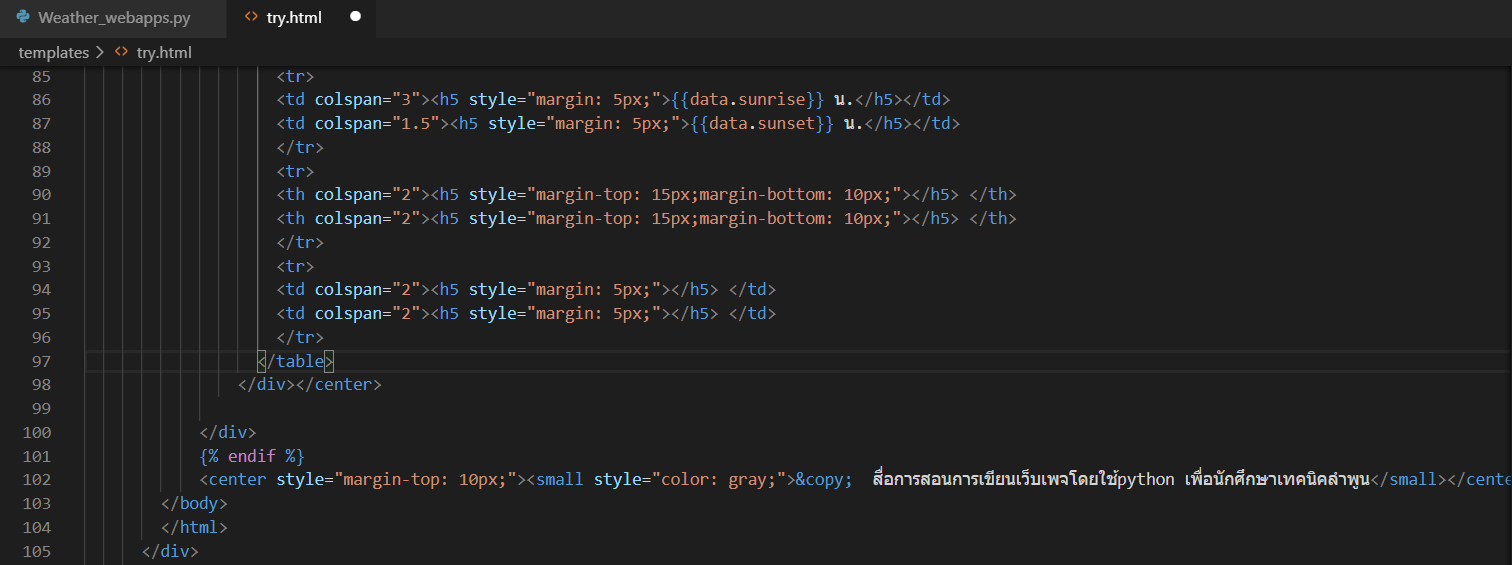 Weather_webapps.py <> try.html ●
templates > <> try.html
85 <tr>
86 <td colspan="3"><h5 style="margin: 5px;">{{data.sunrise}} น.</h5></td>
87 <td colspan="1.5"><h5 style="margin: 5px;">{{data.sunset}} น.</h5></td>
88 </tr>
89 <tr>
90 <th colspan="2"><h5 style="margin-top: 15px;margin-bottom: 10px;"></h5> </th>
91 <th colspan="2"><h5 style="margin-top: 15px;margin-bottom: 10px;"></h5> </th>
92 </tr>
93 <tr>
94 <td colspan="2"><h5 style="margin: 5px;"></h5> </td>
95 <td colspan="2"><h5 style="margin: 5px;"></h5> </td>
96 </tr>
97 </table>
98 </div></center>
99
100 </div>
101 {% endif %}
102 <center style="margin-top: 10px;"><small style="color: gray;">&copy; สื่อการสอนการเขียนเว็บเพจโดยใช้python เพื่อนักศึกษาเทคนิคลำพูน</small></cente
103 </body>
104 </html>
105 </div>